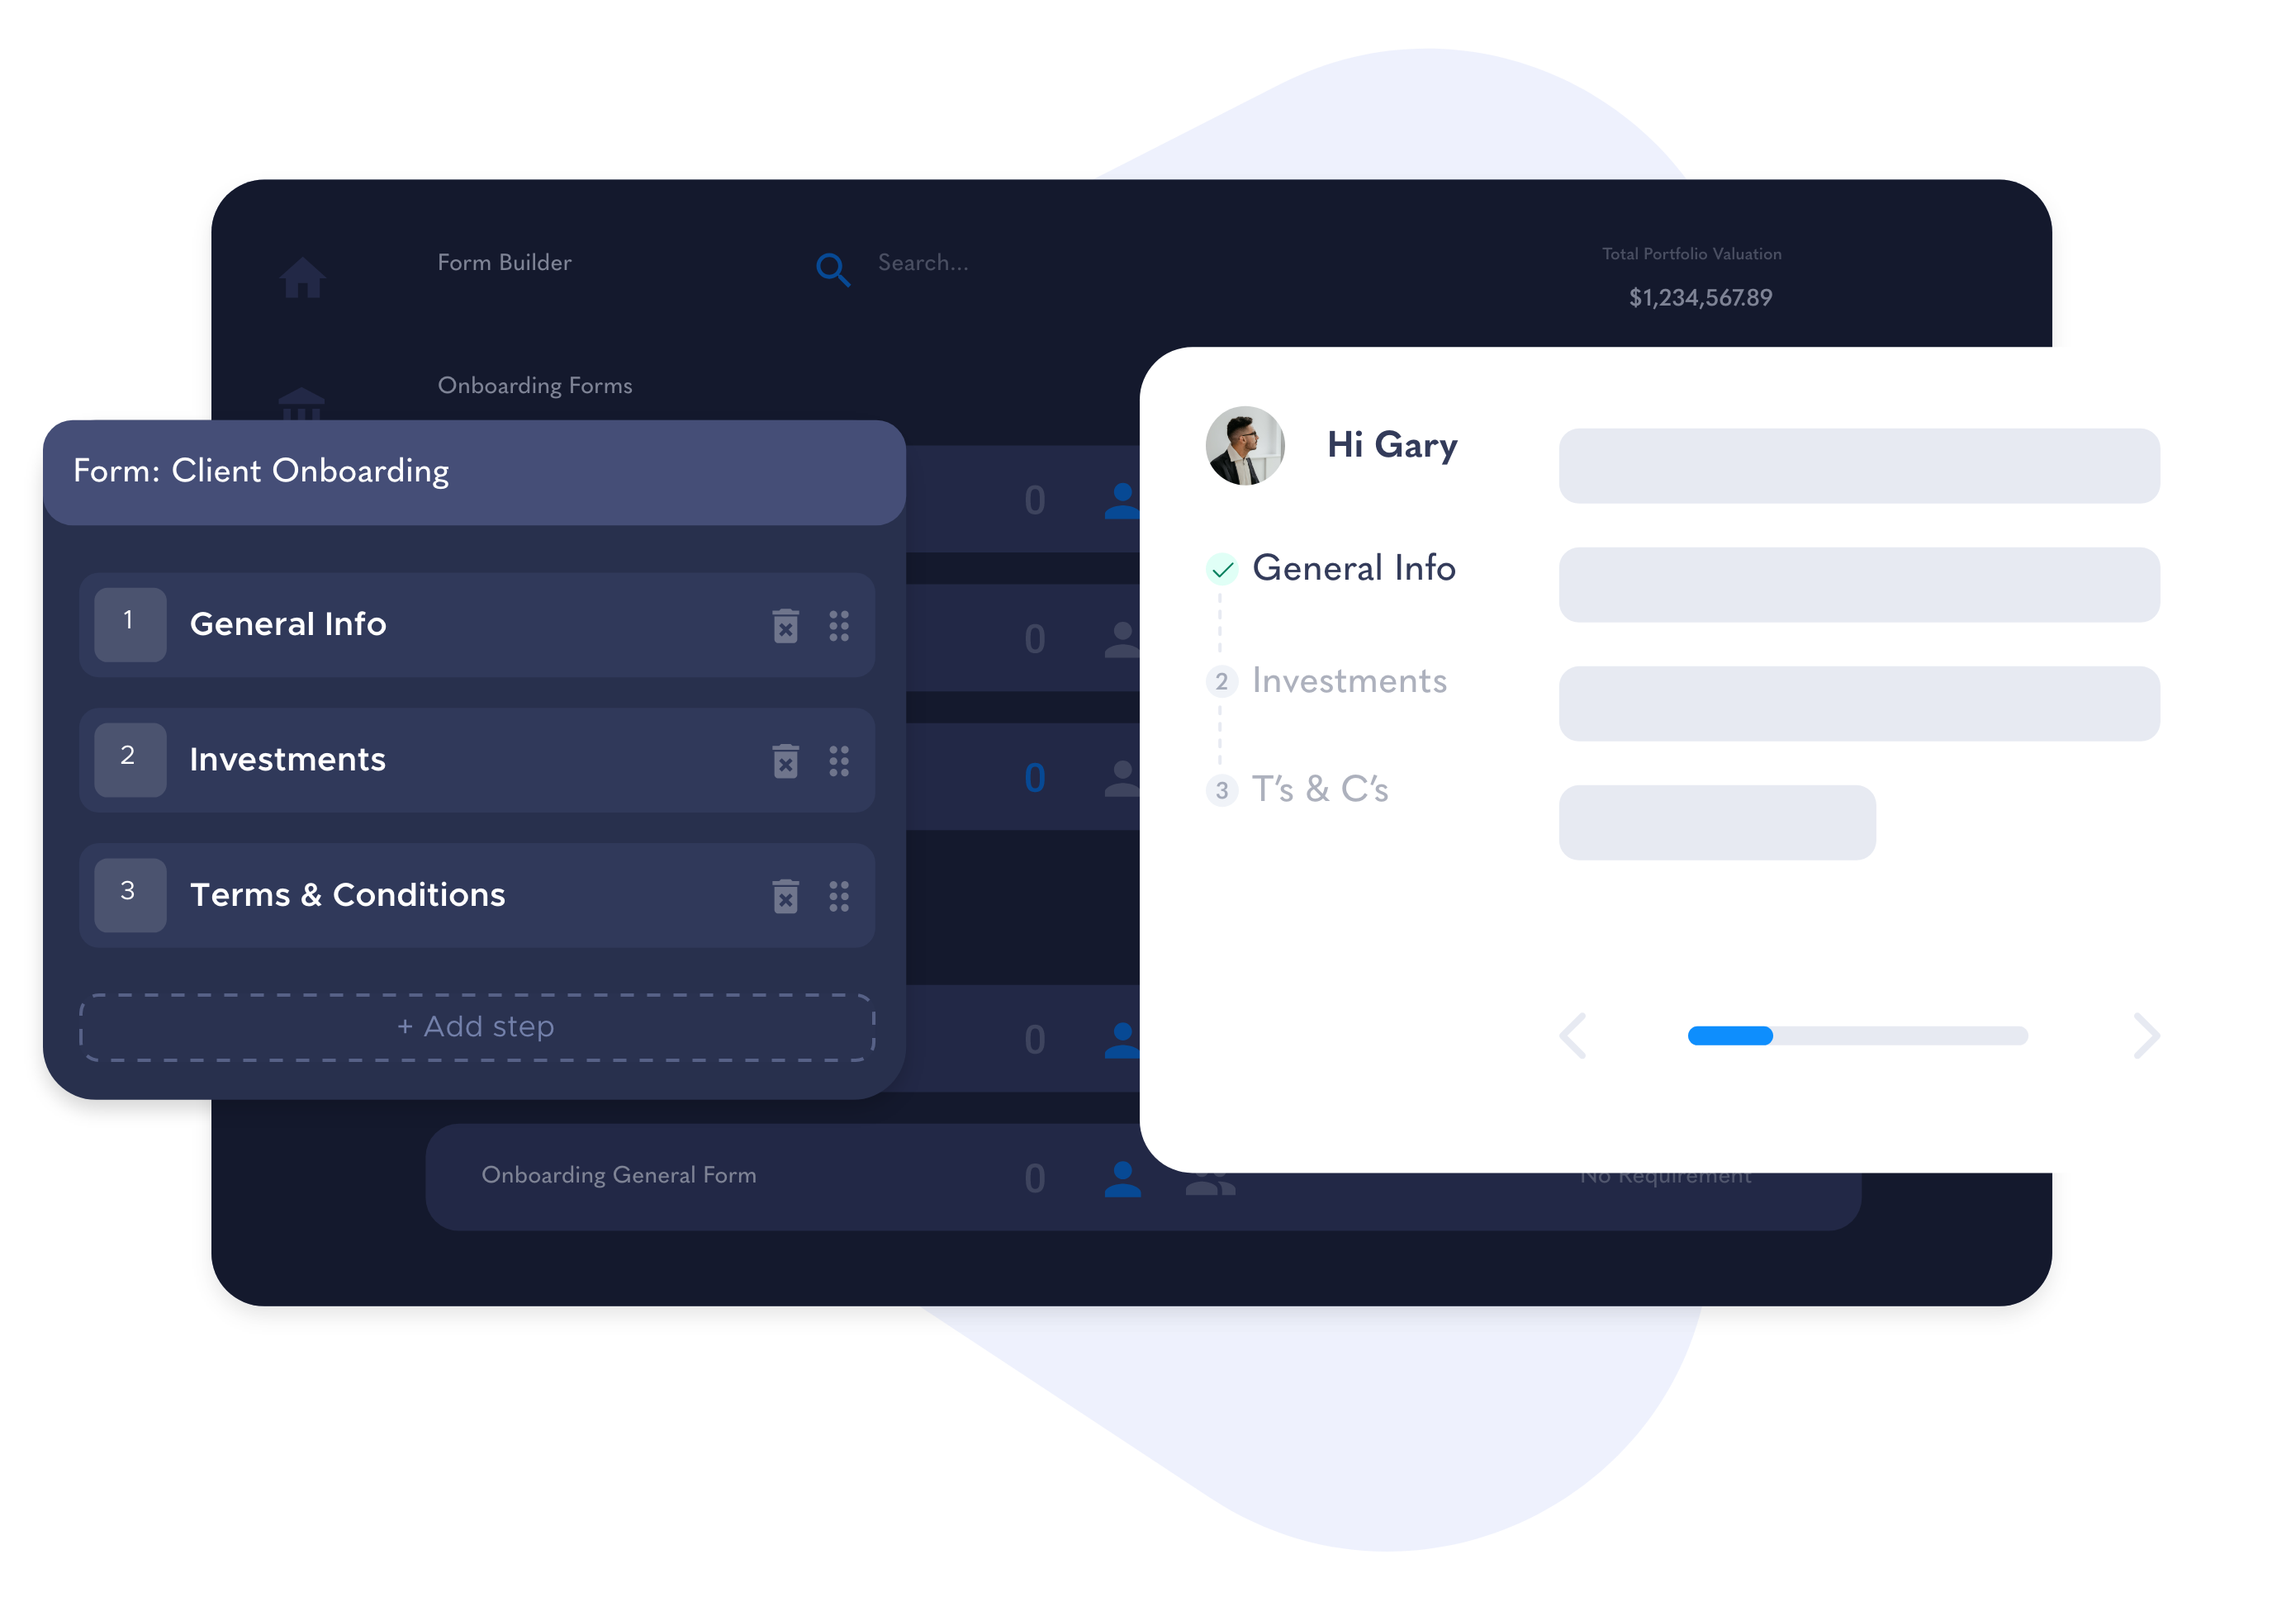 Form Builder
Search...
Total Portfolio Valuation
$1,234,567.89
Onboarding Forms
Form: Client Onboarding
1 General Info
2 Investments
3 Terms & Conditions
+ Add step
0
0
0
0
Onboarding General Form 0 No Requirement
Hi Gary
General Info
2 Investments
3 T's & C's